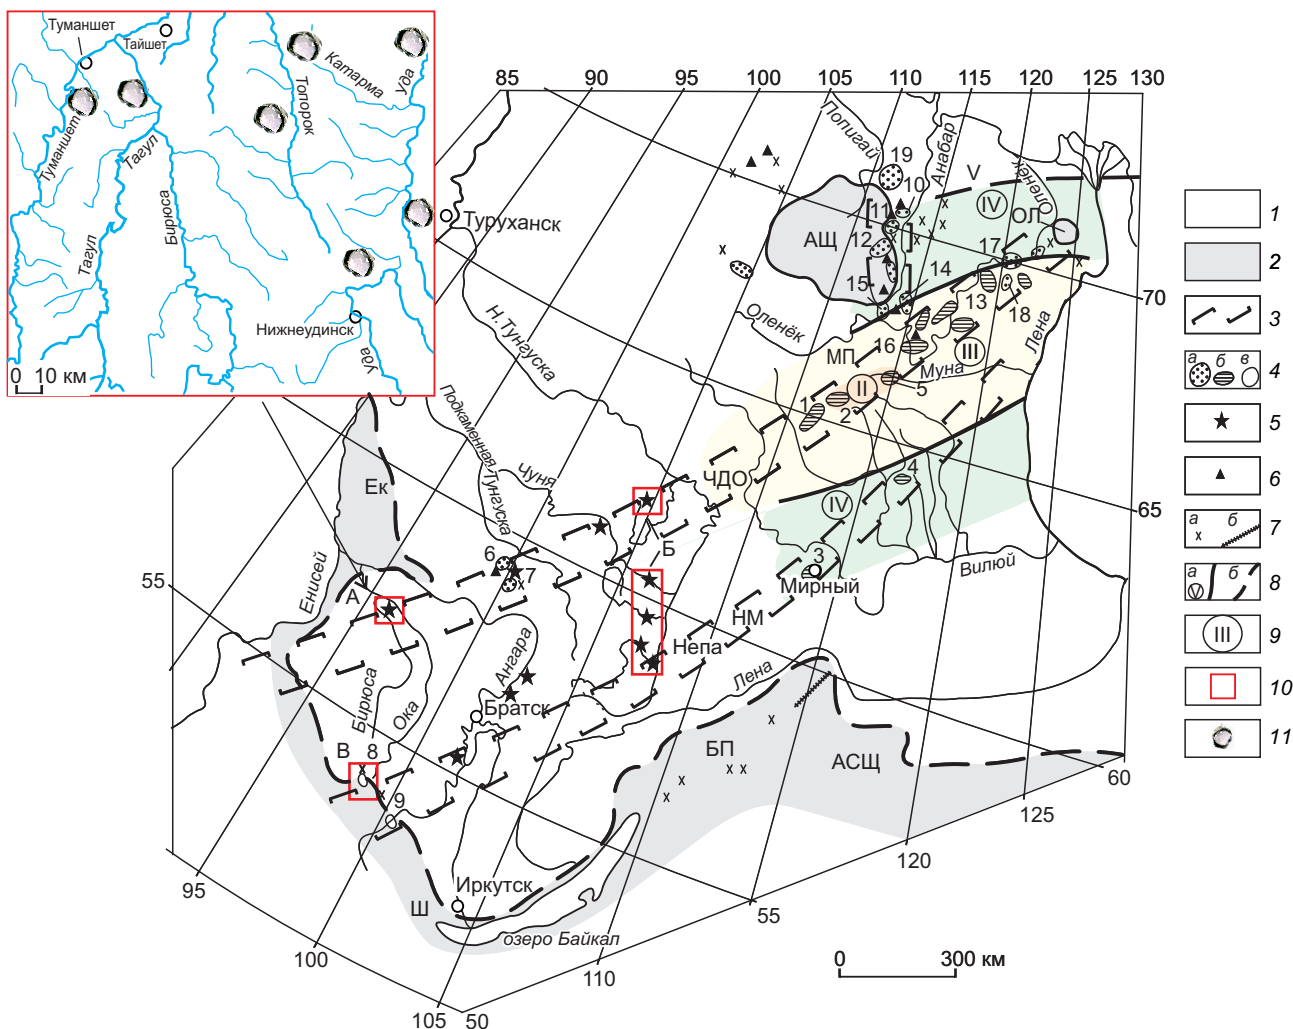 Туманшет
Тайшет
Катарма
Уда
Топорок
Туманшет
Тагул
Бирюса
Тагул
Нижнеудинск
Уда
0 10 км
85
90
95
100
105
110
115
120
125
130
Попигай
Анабар
Оленёк
19
10
V
IV
ОЛ
11
АЩ
12
17
15
14
13
18
70
Туруханск
Н.Тунгуска
Оленёк
МП
16
III
Лена
Муна
II
5
1
2
Подкаменная Тунгуска
Чуня
ЧДО
4
IV
65
Ек
Б
6
7
3
Мирный
Вилюй
55
Енисей
А
НМ
Непа
Ангара
Лена
Бирюса
Ока
Братск
В
8
БП
АСЩ
9
60
125
120
95
Иркутск
Ш
55
озеро Байкал
100
110
0 300 км
105
50
1
2
3
а б в
4
5
6
а б
7
а б
V
8
III
9
10
11